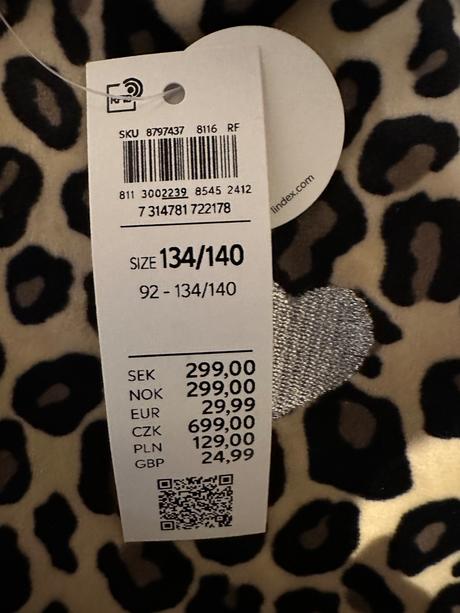 RFID
SKU 8797437 8116 RF
811 3002239 8545 2412
7 314781 722178
lindex.com
SIZE 134/140
92 - 134/140
SEK 299,00
NOK 299,00
EUR 29,99
CZK 699,00
PLN 129,00
GBP 24,99